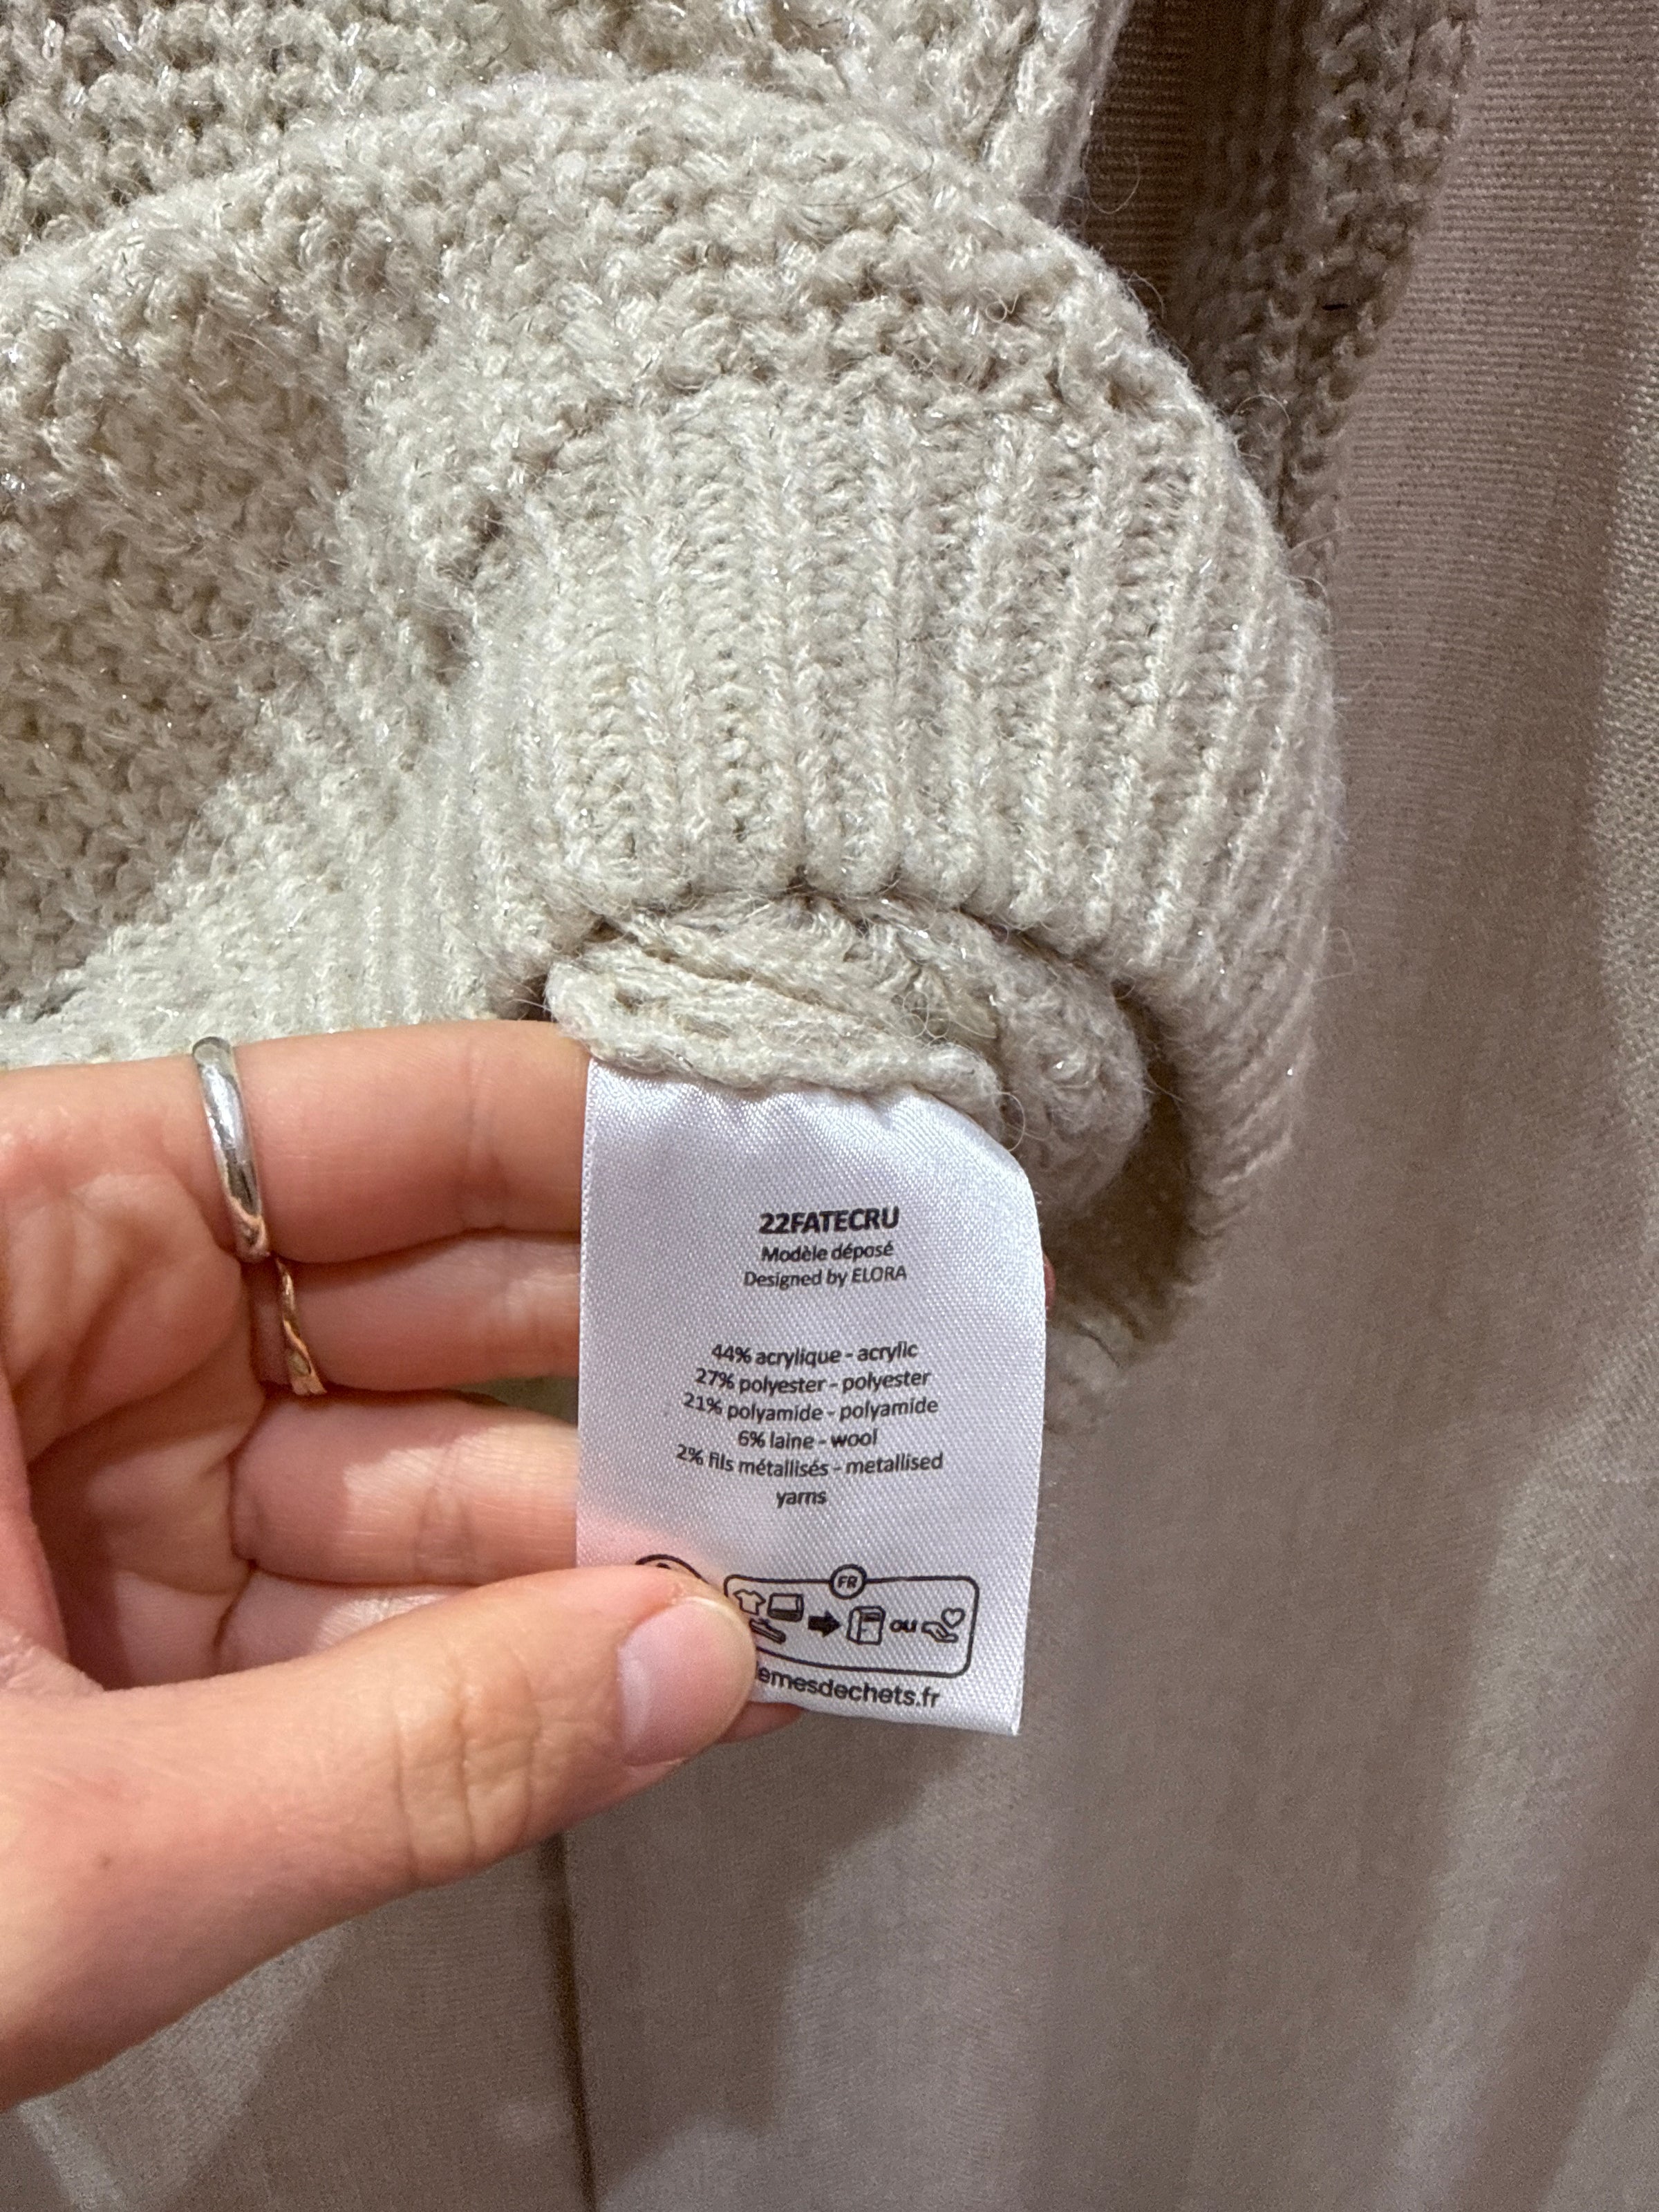 22FATECRU
Modèle déposé
Designed by ELORA
44% acrylique - acrylic
27% polyester - polyester
21% polyamide - polyamide
6% laine - wool
2% fils métallisés - metallised
yarns
FR
ou
emesdechets.fr